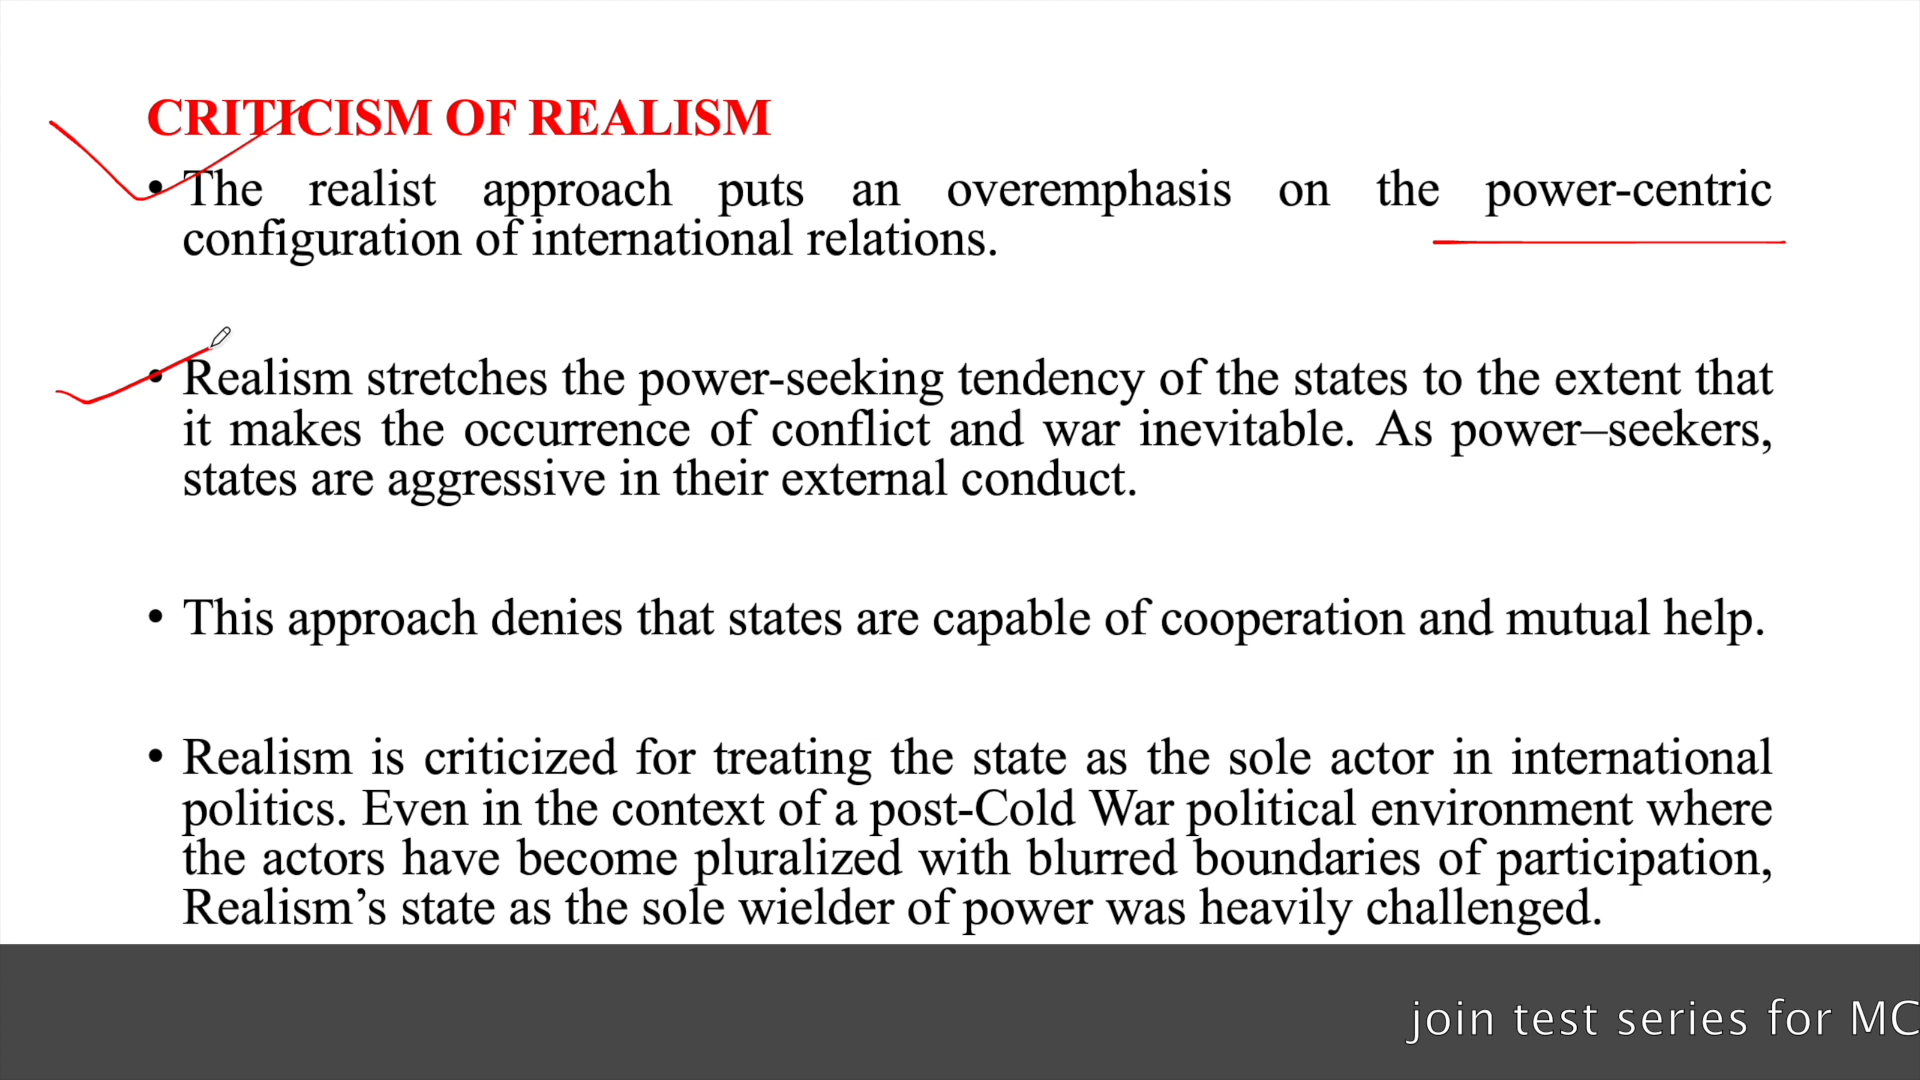 CRITICISM OF REALISM
• The realist approach puts an overemphasis on the power-centric
configuration of international relations.
• Realism stretches the power-seeking tendency of the states to the extent that
it makes the occurrence of conflict and war inevitable. As power–seekers,
states are aggressive in their external conduct.
• This approach denies that states are capable of cooperation and mutual help.
• Realism is criticized for treating the state as the sole actor in international
politics. Even in the context of a post-Cold War political environment where
the actors have become pluralized with blurred boundaries of participation,
Realism’s state as the sole wielder of power was heavily challenged.
join test series for MC